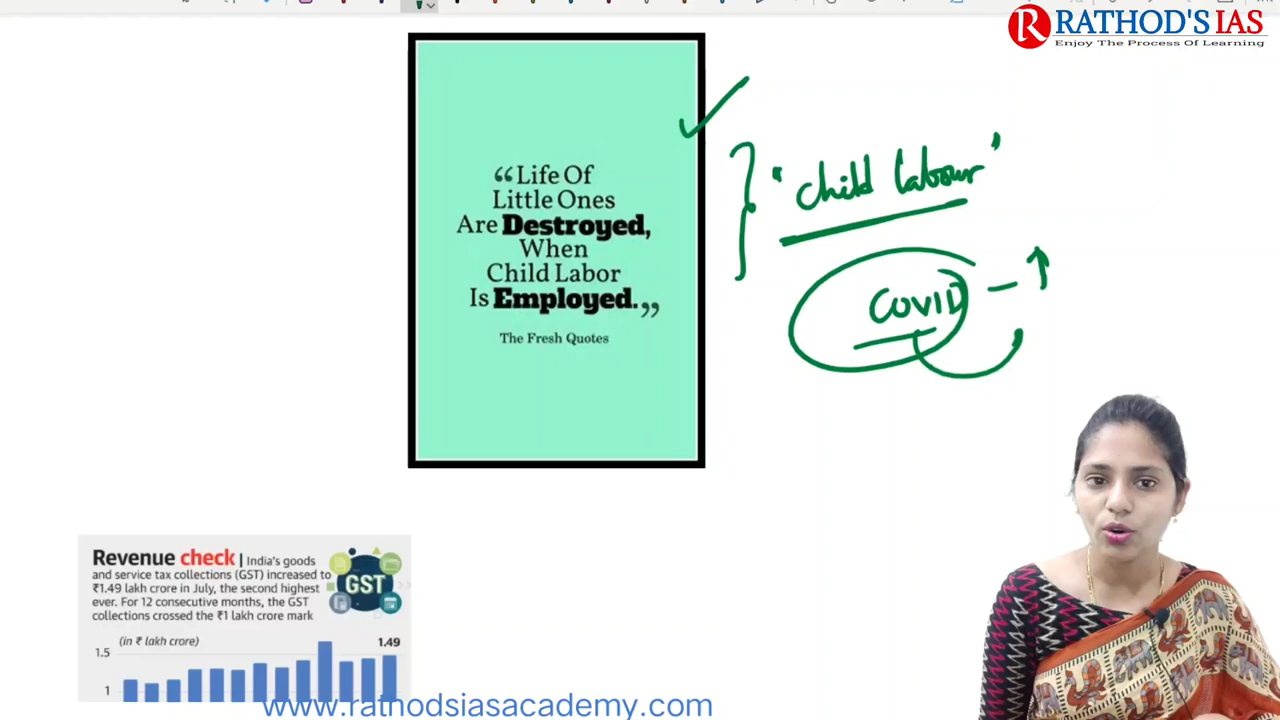 RATHOD'S IAS
Enjoy The Process Of Learning
“Life Of
Little Ones
Are Destroyed,
When
Child Labor
Is Employed.”
The Fresh Quotes
"child labour"
COVID
Revenue check | India's goods
and service tax collections (GST) increased to
₹1.49 lakh crore in July, the second highest
ever. For 12 consecutive months, the GST
collections crossed the ₹1 lakh crore mark
GST
(in ₹ lakh crore)
1.49
1.5
1
www.rathodsiasacademy.com